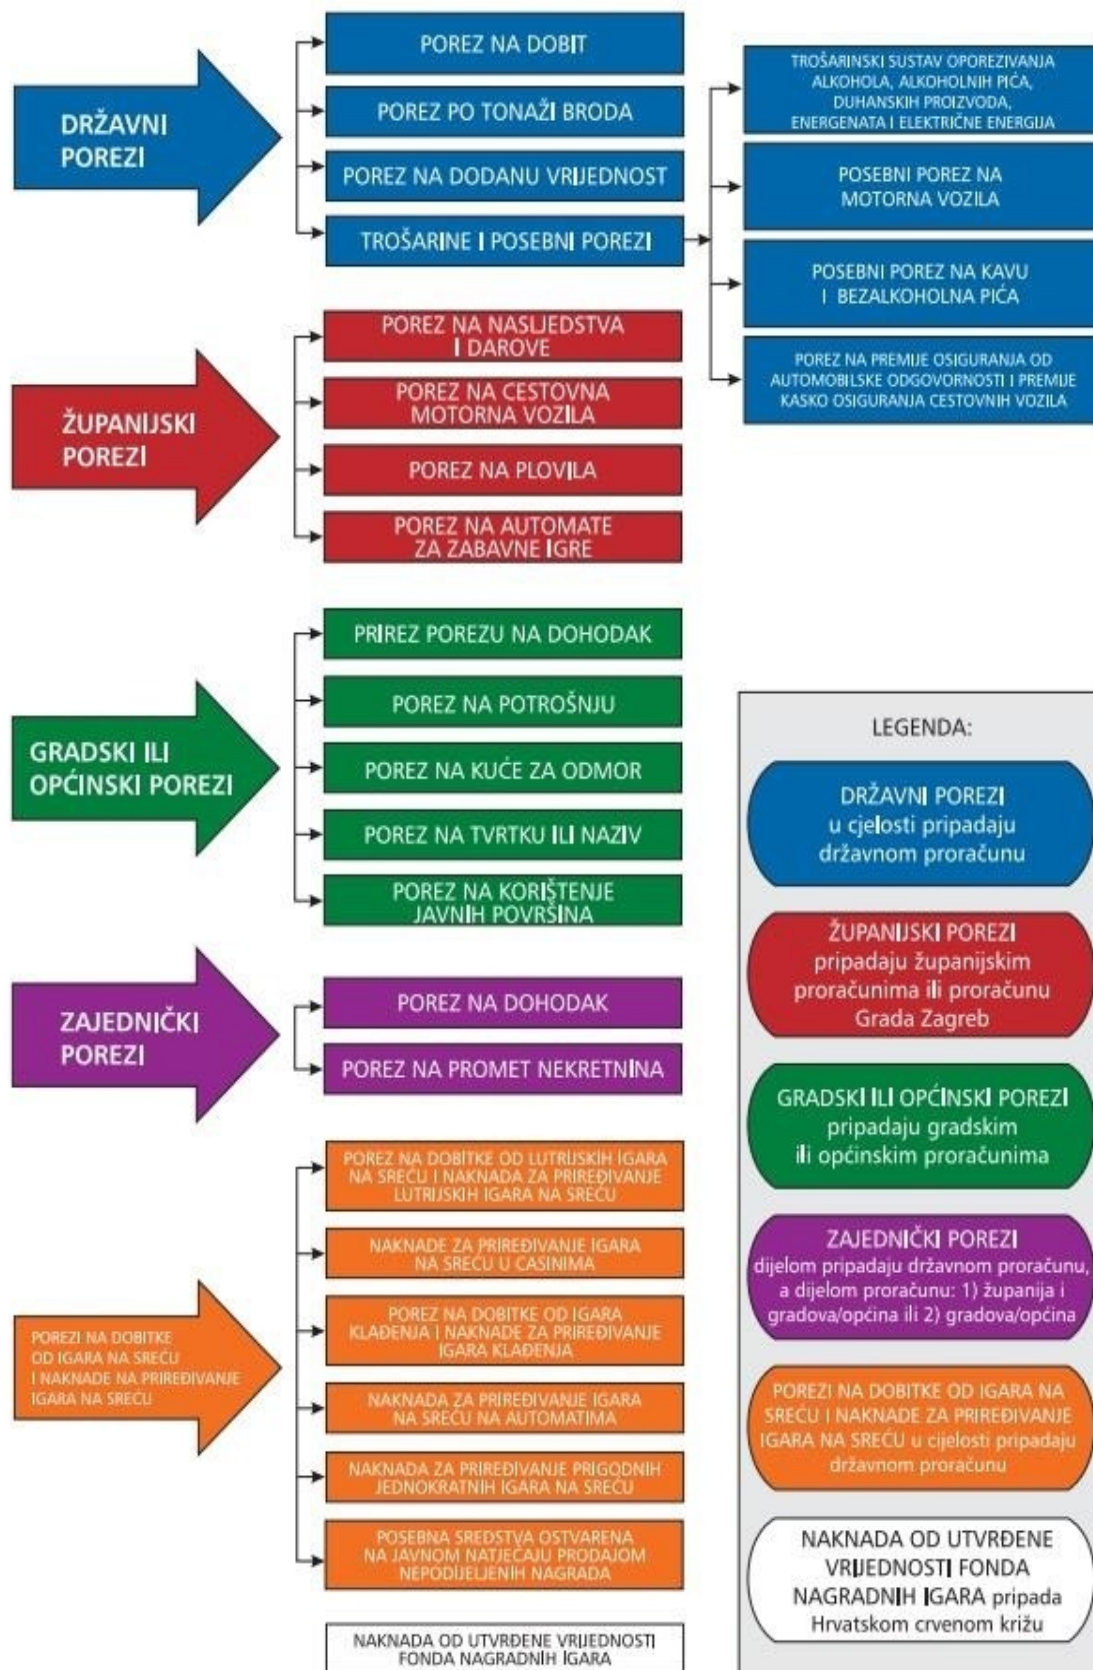 DRŽAVNI
POREZI
POREZ NA DOBIT
POREZ PO TONAŽI BRODA
POREZ NA DODANU VRIJEDNOST
TROŠARINE I POSEBNI POREZI
TROŠARINSKI SUSTAV OPOREZIVANJA
ALKOHOLA, ALKOHOLNIH PIĆA,
DUHANSKIH PROIZVODA,
ENERGENATA I ELEKTRIČNE ENERGIJA
POSEBNI POREZ NA
MOTORNA VOZILA
POSEBNI POREZ NA KAVU
I BEZALKOHOLNA PIĆA
POREZ NA PREMIJE OSIGURANJA OD
AUTOMOBILSKE ODGOVORNOSTI I PREMIJE
KASKO OSIGURANJA CESTOVNIH VOZILA
ŽUPANIJSKI
POREZI
POREZ NA NASLJEDSTVA
I DAROVE
POREZ NA CESTOVNA
MOTORNA VOZILA
POREZ NA PLOVILA
POREZ NA AUTOMATE
ZA ZABAVNE IGRE
GRADSKI ILI
OPĆINSKI POREZI
PRIREZ POREZU NA DOHODAK
POREZ NA POTROŠNJU
POREZ NA KUĆE ZA ODMOR
POREZ NA TVRTKU ILI NAZIV
POREZ NA KORIŠTENJE
JAVNIH POVRŠINA
ZAJEDNIČKI
POREZI
POREZ NA DOHODAK
POREZ NA PROMET NEKRETNINA
POREZI NA DOBITKE
OD IGARA NA SREĆU
I NAKNADE NA PRIREĐIVANJE
IGARA NA SREĆU
POREZ NA DOBITKE OD LUTRIJSKIH IGARA
NA SREĆU I NAKNADA ZA PRIREĐIVANJE
LUTRIJSKIH IGARA NA SREĆU
NAKNADE ZA PRIREĐIVANJE IGARA
NA SREĆU U CASINIMA
POREZ NA DOBITKE OD IGARA
KLAĐENJA I NAKNADE ZA PRIREĐIVANJE
IGARA KLAĐENJA
NAKNADA ZA PRIREĐIVANJE IGARA
NA SREĆU NA AUTOMATIMA
NAKNADA ZA PRIREĐIVANJE PRIGODNIH
JEDNOKRATNIH IGARA NA SREĆU
POSEBNA SREDSTVA OSTVARENA
NA JAVNOM NATJEČAJU PRODAJOM
NEPODIJELJENIH NAGRADA
NAKNADA OD UTVRĐENE VRIJEDNOSTI
FONDA NAGRADNIH IGARA
LEGENDA:
DRŽAVNI POREZI
u cjelosti pripadaju
državnom proračunu
ŽUPANIJSKI POREZI
pripadaju županijskim
proračunima ili proračunu
Grada Zagreb
GRADSKI ILI OPĆINSKI POREZI
pripadaju gradskim
ili općinskim proračunima
ZAJEDNIČKI POREZI
dijelom pripadaju državnom proračunu,
a dijelom proračunu: 1) županija i
gradova/općina ili 2) gradova/općina
POREZI NA DOBITKE OD IGARA NA
SREĆU I NAKNADE ZA PRIREĐIVANJE
IGARA NA SREĆU u cijelosti pripadaju
državnom proračunu
NAKNADA OD UTVRĐENE
VRIJEDNOSTI FONDA
NAGRADNIH IGARA pripada
Hrvatskom crvenom križu